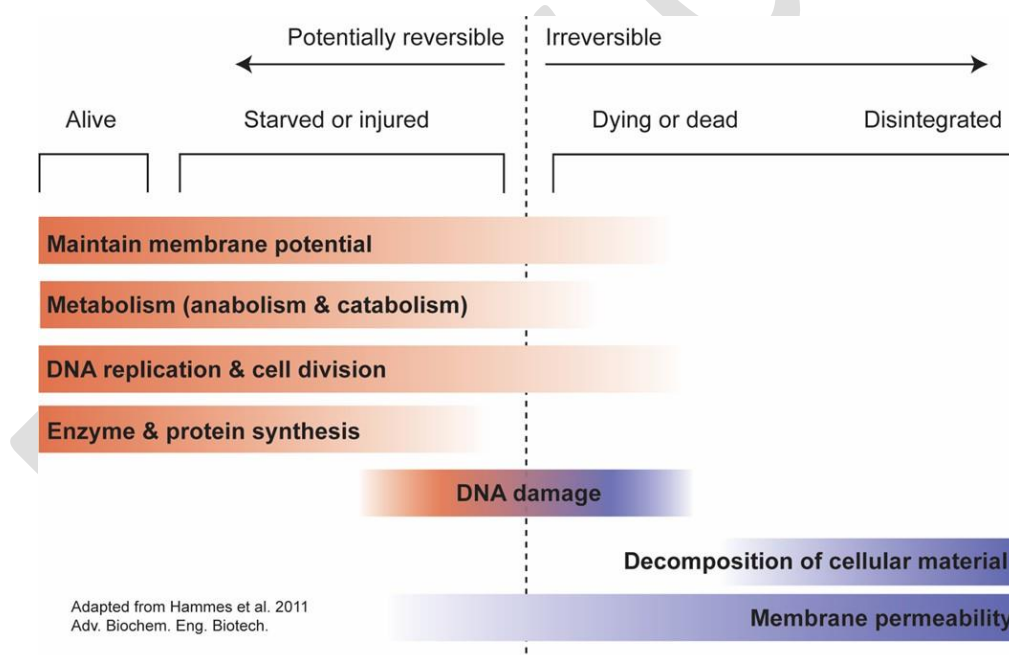 Potentially reversible
Irreversible
Alive
Starved or injured
Dying or dead
Disintegrated
Maintain membrane potential
Metabolism (anabolism & catabolism)
DNA replication & cell division
Enzyme & protein synthesis
DNA damage
Decomposition of cellular material
Membrane permeability
Adapted from Hammes et al. 2011
Adv. Biochem. Eng. Biotech.